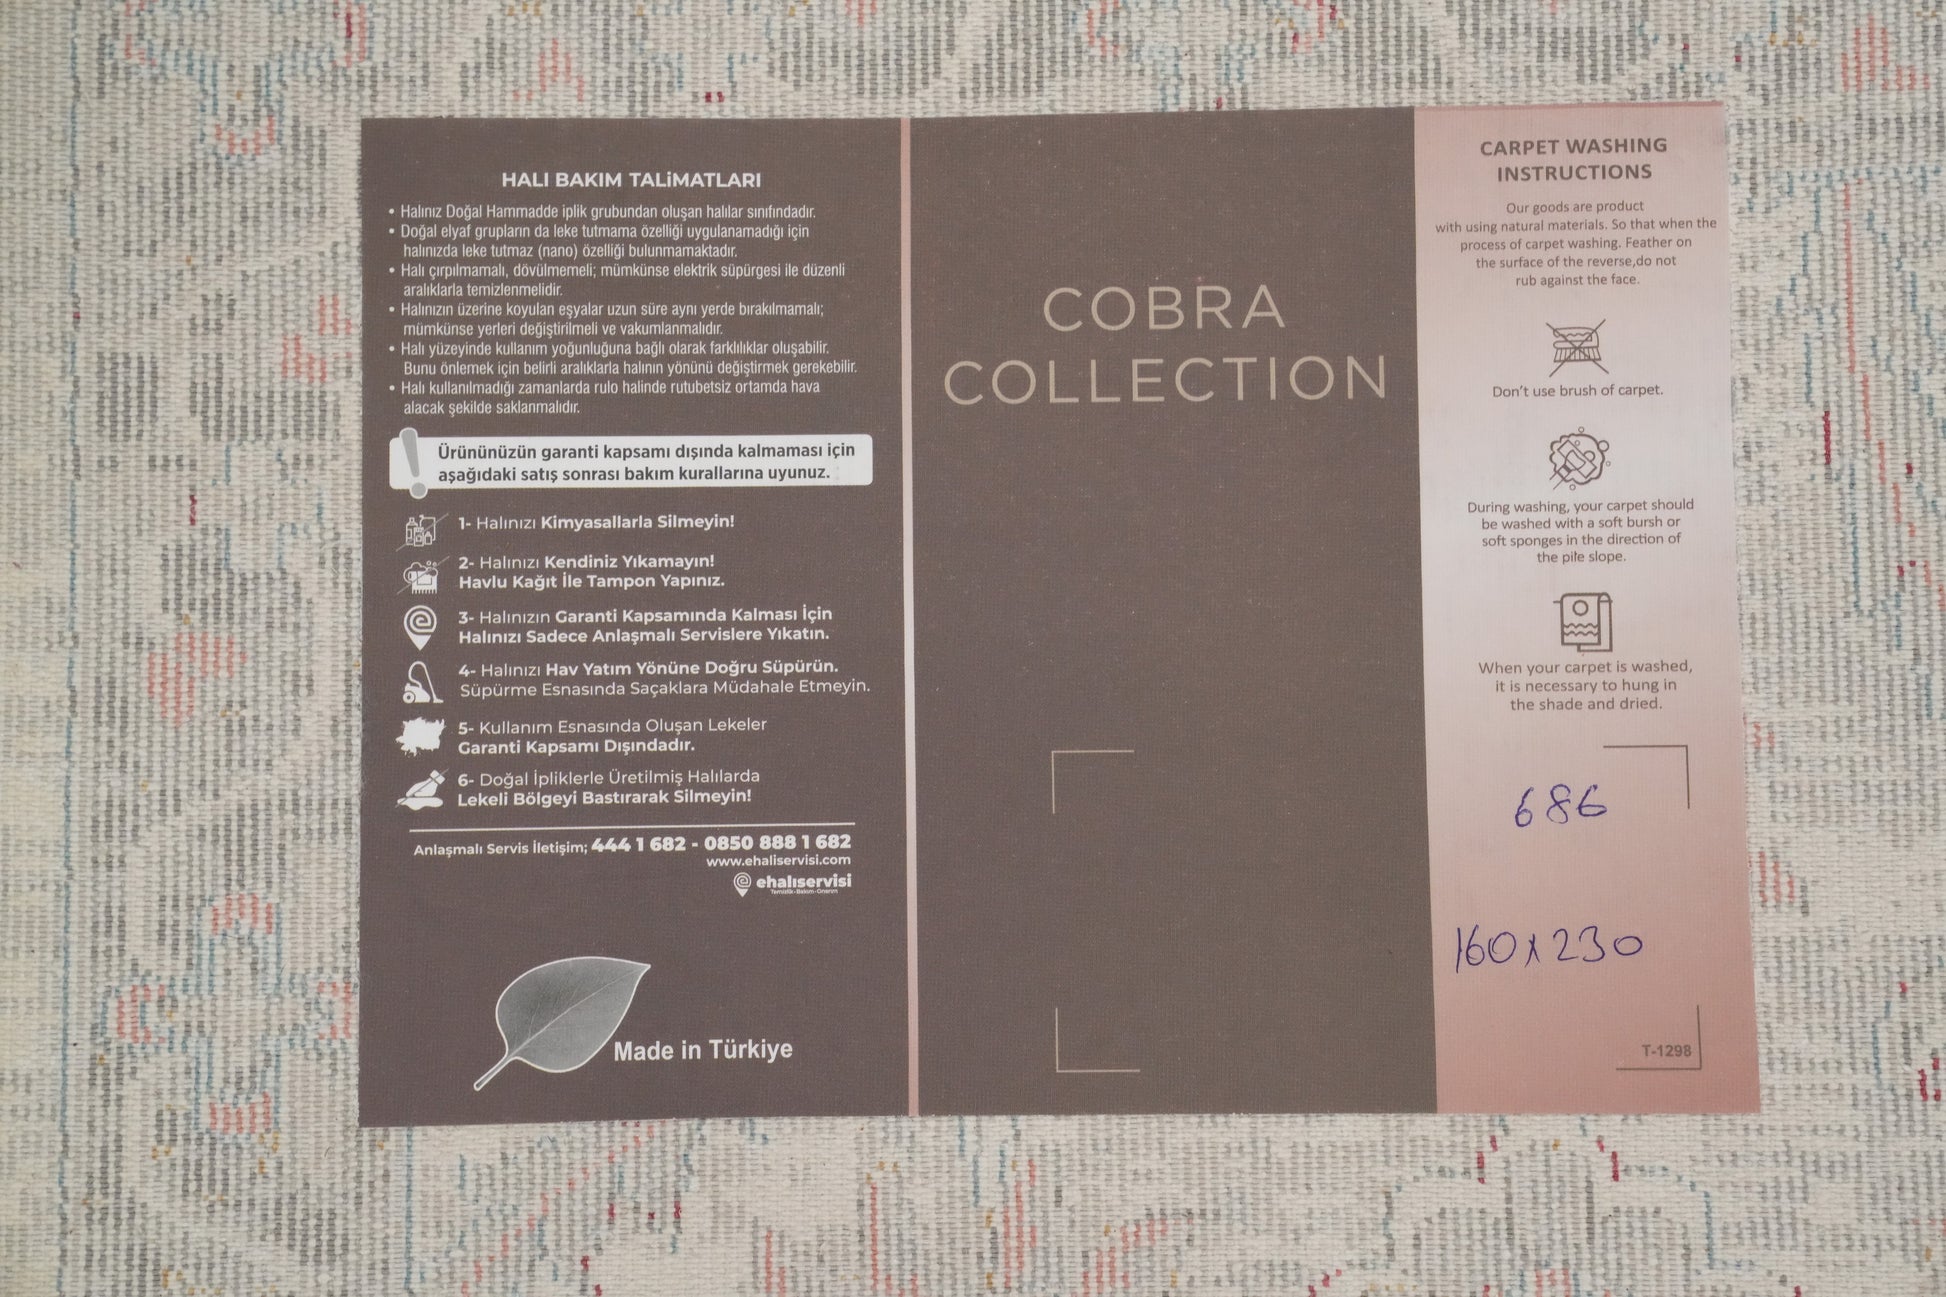 HALI BAKIM TALİMATLARI
• Halınız Doğal Hammadde iplik grubundan oluşan halılar sınıfındadır.
• Doğal elyaf grupların da leke tutmama özelliği uygulanamadığı için
halınızda leke tutmaz (nano) özelliği bulunmamaktadır.
• Halı çırpılmamalı, dövülmemeli; mümkünse elektrik süpürgesi ile düzenli
aralıklarla temizlenmelidir.
• Halınızın üzerine koyulan eşyalar uzun süre aynı yerde bırakılmamalı;
mümkünse yerleri değiştirilmeli ve vakumlanmalıdır.
• Halı yüzeyinde kullanım yoğunluğuna bağlı olarak farklılıklar oluşabilir.
Bunu önlemek için belirli aralıklarla halının yönünü değiştirmek gerekebilir.
• Halı kullanılmadığı zamanlarda rulo halinde rutubetsiz ortamda hava
alacak şekilde saklanmalıdır.
Ürününüzün garanti kapsamı dışında kalmaması için
aşağıdaki satış sonrası bakım kurallarına uyunuz.
1- Halınızı Kimyasallarla Silmeyin!
2- Halınızı Kendiniz Yıkamayın!
Havlu Kağıt İle Tampon Yapınız.
3- Halınızın Garanti Kapsamında Kalması İçin
Halınızı Sadece Anlaşmalı Servislere Yıkatın.
4- Halınızı Hav Yatım Yönüne Doğru Süpürün.
Süpürme Esnasında Saçaklara Müdahale Etmeyin.
5- Kullanım Esnasında Oluşan Lekeler
Garanti Kapsamı Dışındadır.
6- Doğal İpliklerle Üretilmiş Halılarda
Lekeli Bölgeyi Bastırarak Silmeyin!
Anlaşmalı Servis İletişim; 444 1 682 - 0850 888 1 682
www.ehaliservisi.com
ehalıservisi
Temizlik-Bakım-Onarım
Made in Türkiye
COBRA
COLLECTION
CARPET WASHING
INSTRUCTIONS
Our goods are product
with using natural materials. So that when the
process of carpet washing. Feather on
the surface of the reverse,do not
rub against the face.
Don't use brush of carpet.
During washing, your carpet should
be washed with a soft bursh or
soft sponges in the direction of
the pile slope.
When your carpet is washed,
it is necessary to hung in
the shade and dried.
686
160x230
T-1298